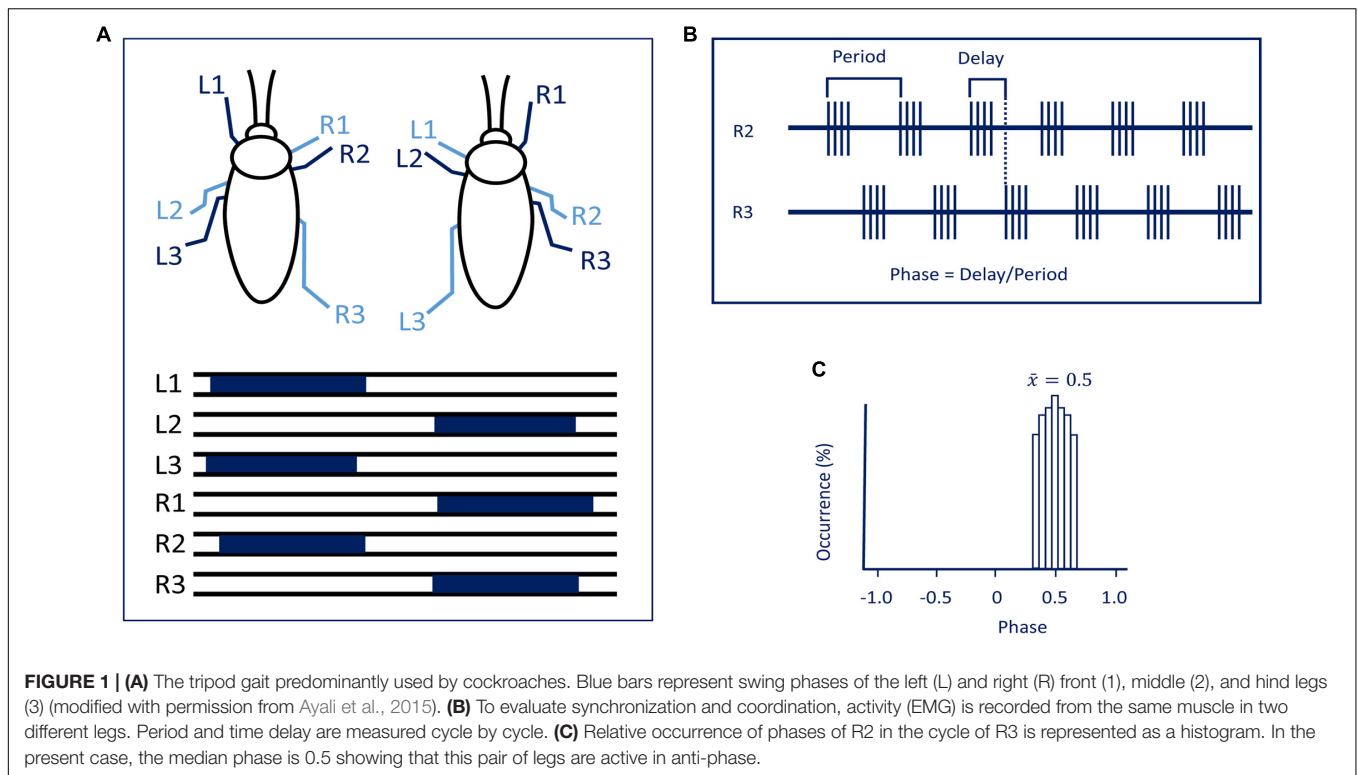 A
L1
R1
R2
L2
L3
R3
R1
L1
L2
R2
R3
L3
L1
L2
L3
R1
R2
R3
B
Period Delay
R2
R3
Phase = Delay/Period
C
x̄ = 0.5
Occurrence (%)
-1.0 -0.5 0 0.5 1.0
Phase
FIGURE 1 | (A) The tripod gait predominantly used by cockroaches. Blue bars represent swing phases of the left (L) and right (R) front (1), middle (2), and hind legs
(3) (modified with permission from Ayali et al., 2015). (B) To evaluate synchronization and coordination, activity (EMG) is recorded from the same muscle in two
different legs. Period and time delay are measured cycle by cycle. (C) Relative occurrence of phases of R2 in the cycle of R3 is represented as a histogram. In the
present case, the median phase is 0.5 showing that this pair of legs are active in anti-phase.